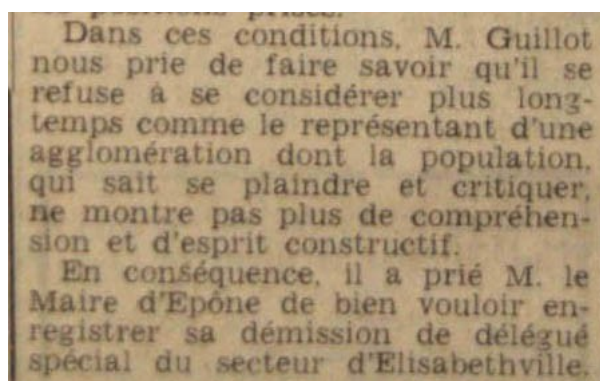 Dans ces conditions, M. Guillot
nous prie de faire savoir qu'il se
refuse à se considérer plus long-
temps comme le représentant d'une
agglomération dont la population,
qui sait se plaindre et critiquer,
ne montre pas plus de compréhen-
sion et d'esprit constructif.
En conséquence, il a prié M. le
Maire d'Epône de bien vouloir en-
registrer sa démission de délégué
spécial du secteur d'Elisabethville.